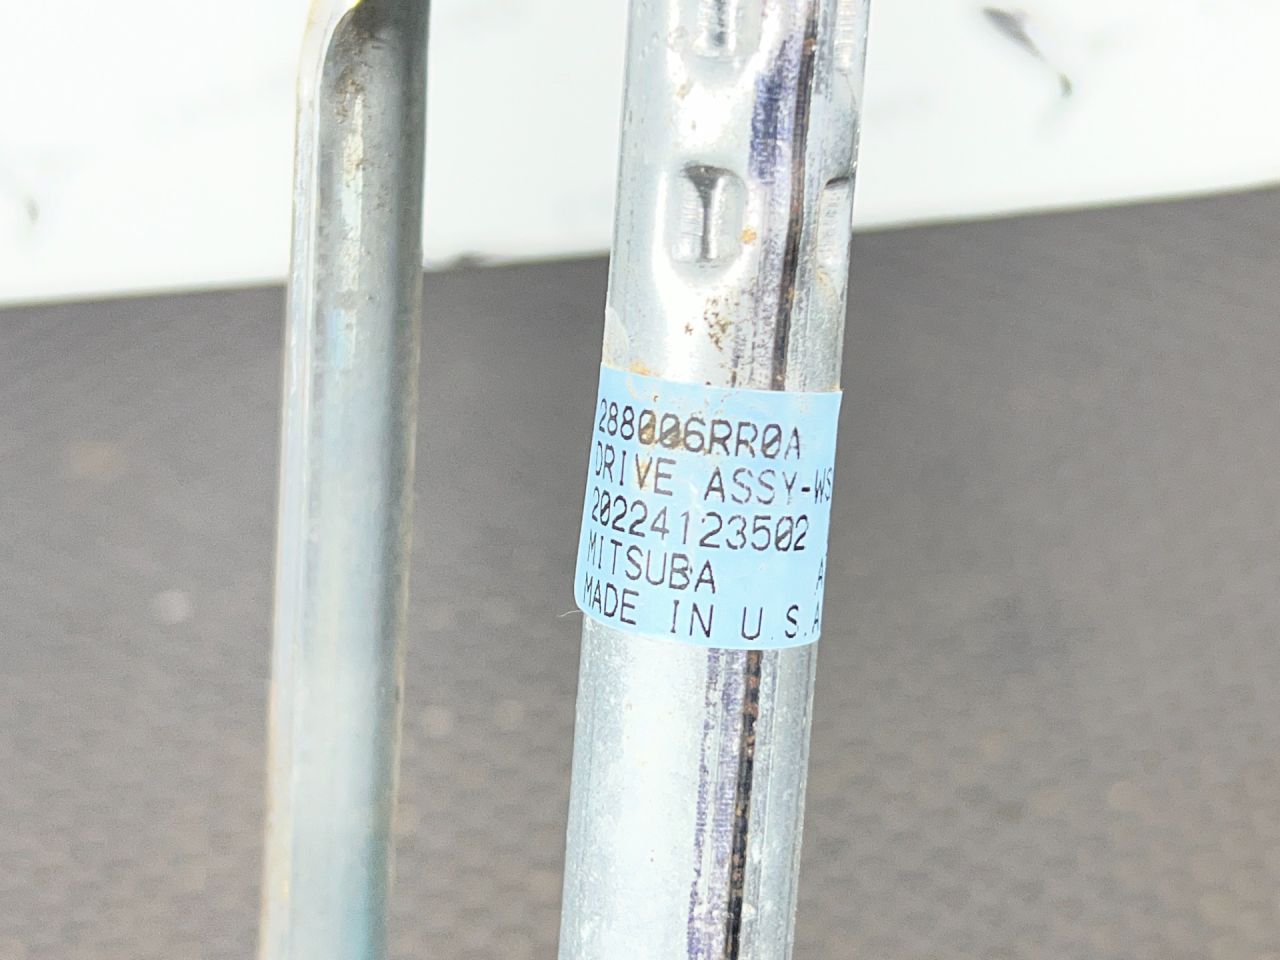 288006RR0A
DRIVE ASSY-WS
20224123502
MITSUBA A
MADE IN U.S.A